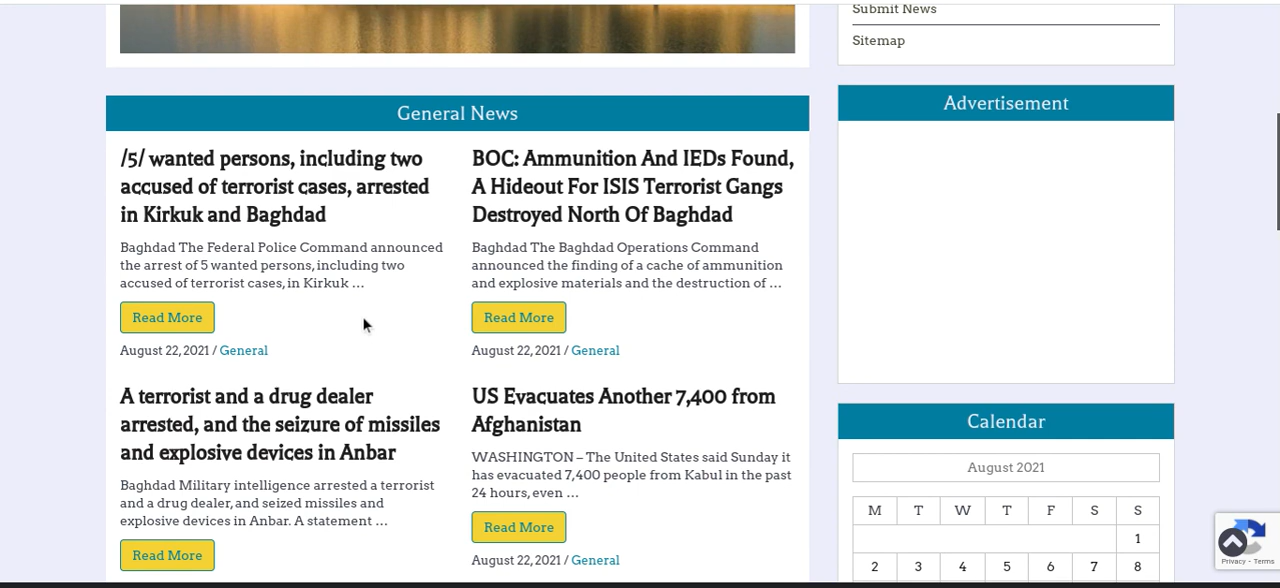 Submit News
Sitemap
General News
/5/ wanted persons, including two
accused of terrorist cases, arrested
in Kirkuk and Baghdad
Baghdad The Federal Police Command announced
the arrest of 5 wanted persons, including two
accused of terrorist cases, in Kirkuk …
Read More
August 22, 2021 / General
BOC: Ammunition And IEDs Found,
A Hideout For ISIS Terrorist Gangs
Destroyed North Of Baghdad
Baghdad The Baghdad Operations Command
announced the finding of a cache of ammunition
and explosive materials and the destruction of …
Read More
August 22, 2021 / General
A terrorist and a drug dealer
arrested, and the seizure of missiles
and explosive devices in Anbar
Baghdad Military intelligence arrested a terrorist
and a drug dealer, and seized missiles and
explosive devices in Anbar. A statement …
Read More
US Evacuates Another 7,400 from
Afghanistan
WASHINGTON – The United States said Sunday it
has evacuated 7,400 people from Kabul in the past
24 hours, even …
Read More
August 22, 2021 / General
Advertisement
Calendar
August 2021
M T W T F S S
1
2 3 4 5 6 7 8
Privacy - Terms